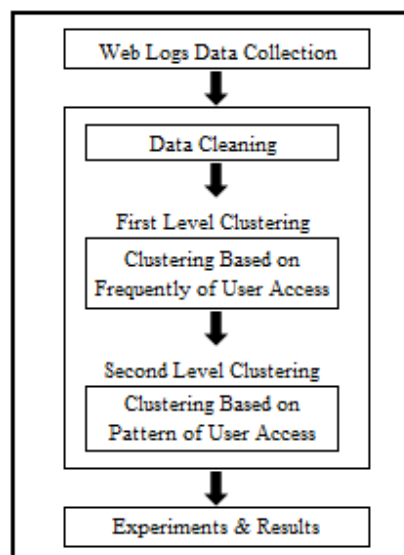 Web Logs Data Collection
Data Cleaning
First Level Clustering
Clustering Based on
Frequently of User Access
Second Level Clustering
Clustering Based on
Pattern of User Access
Experiments & Results